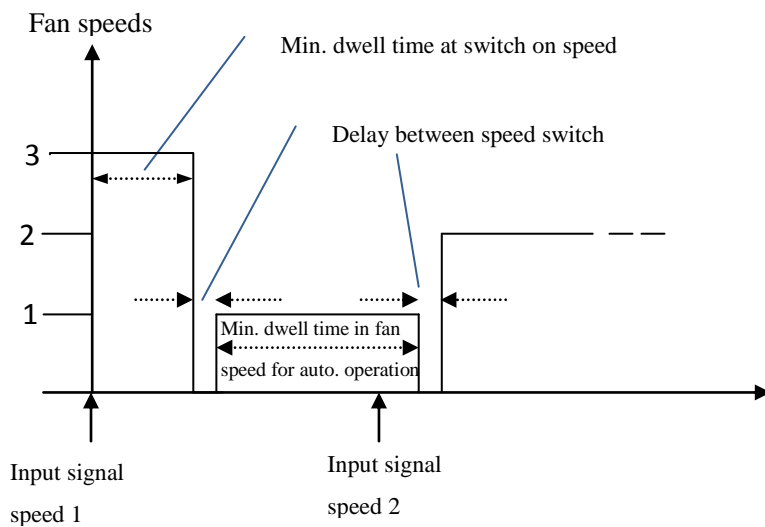 Fan speeds
Min. dwell time at switch on speed
Delay between speed switch
3
2
1
Min. dwell time in fan
speed for auto. operation
Input signal
speed 1
Input signal
speed 2